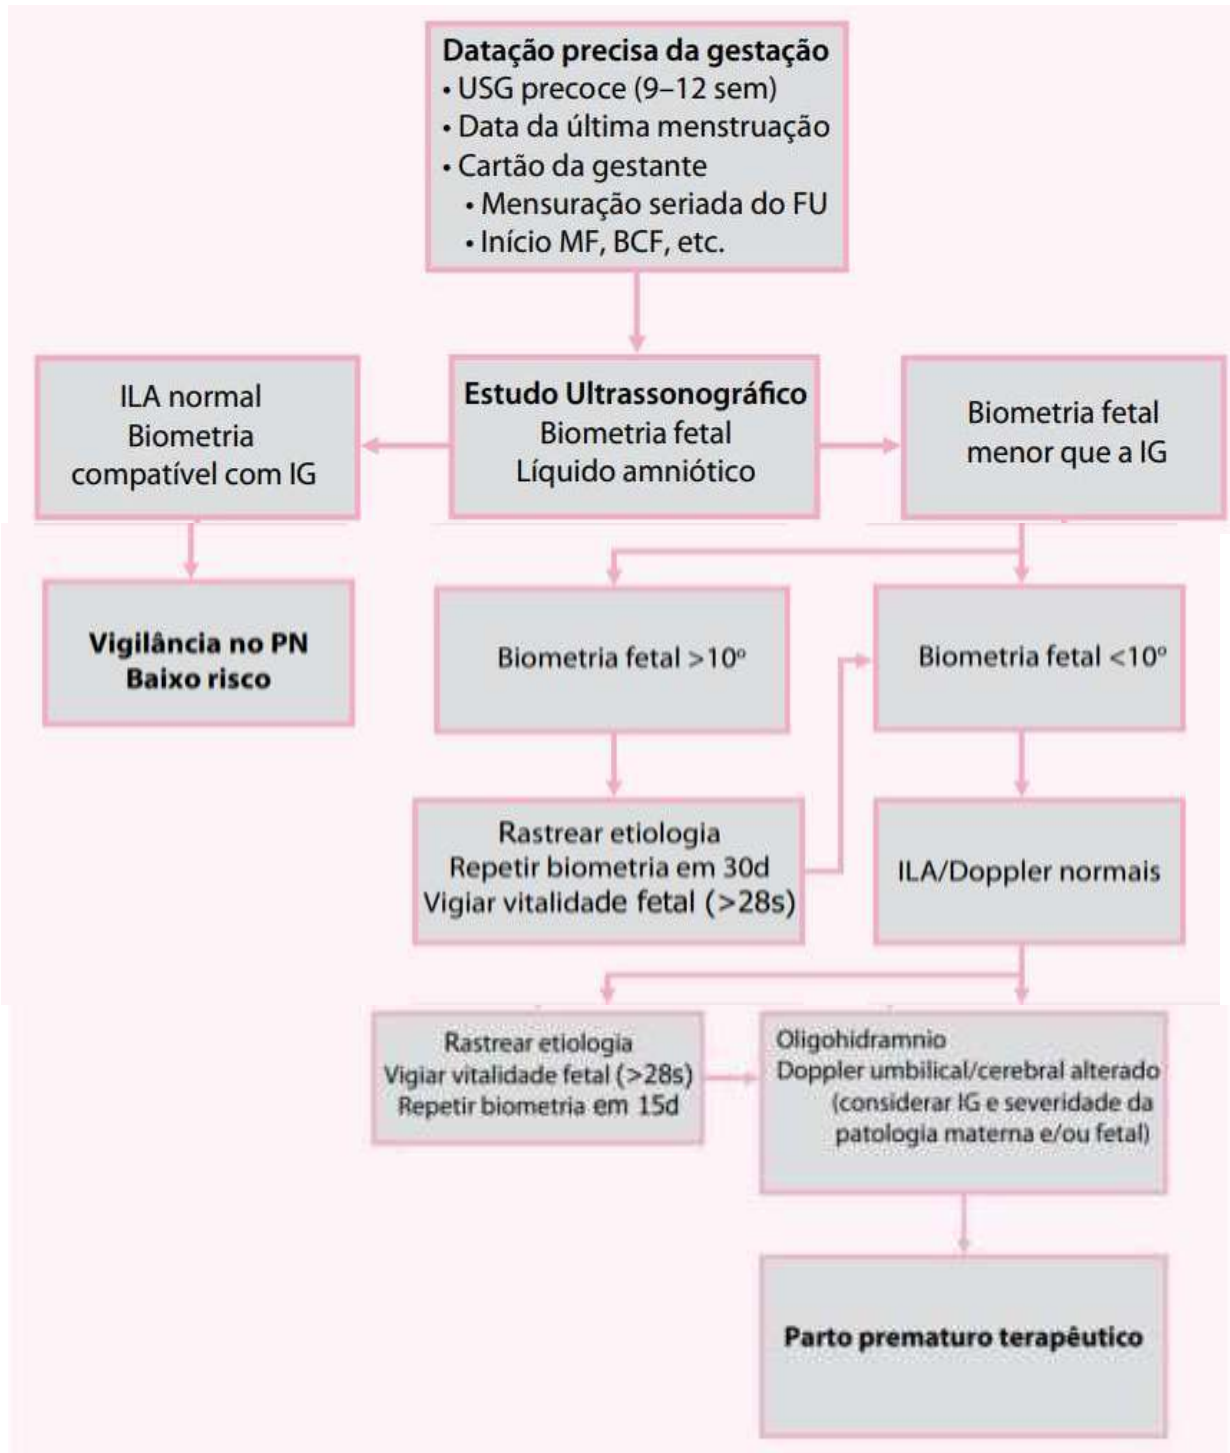 Datação precisa da gestação
• USG precoce (9–12 sem)
• Data da última menstruação
• Cartão da gestante
• Mensuração seriada do FU
• Início MF, BCF, etc.
ILA normal
Biometria
compatível com IG
Estudo Ultrassonográfico
Biometria fetal
Líquido amniótico
Biometria fetal
menor que a IG
Vigilância no PN
Baixo risco
Biometria fetal >10º
Biometria fetal <10º
Rastrear etiologia
Repetir biometria em 30d
Vigiar vitalidade fetal (>28s)
ILA/Doppler normais
Rastrear etiologia
Vigiar vitalidade fetal (>28s)
Repetir biometria em 15d
Oligohidramnio
Doppler umbilical/cerebral alterado
(considerar IG e severidade da
patologia materna e/ou fetal)
Parto prematuro terapêutico